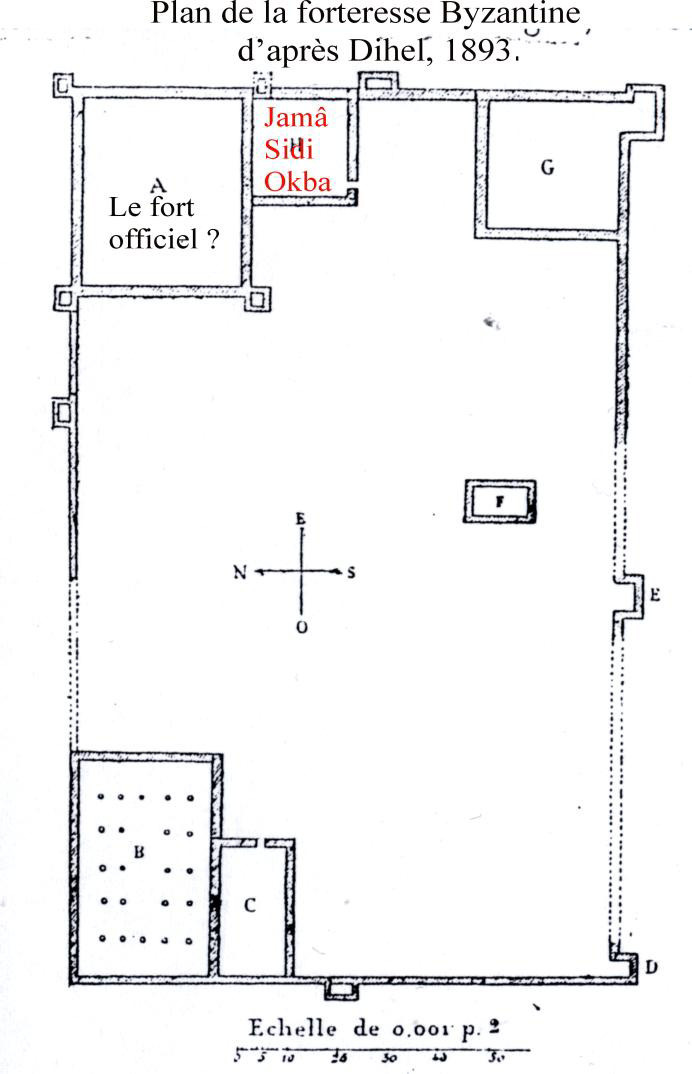 Plan de la forteresse Byzantine
d'après Dihel, 1893.
Jamâ
Sidi
Okba
H
G
A
Le fort
officiel ?
F
E
N
S
E
O
B
C
D
Echelle de 0,001 p. 2
5 5 10 20 30 40 50